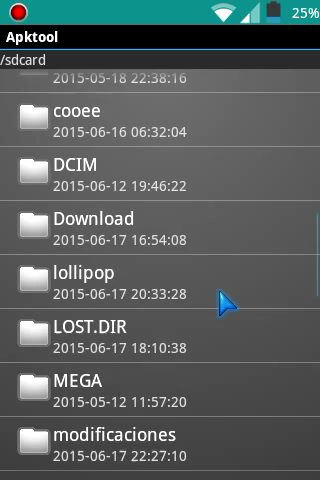 25%
Apktool
/sdcard
2015-05-18 22:38:16
cooee
2015-06-16 06:32:04
DCIM
2015-06-12 19:46:22
Download
2015-06-17 16:54:08
lollipop
2015-06-17 20:33:28
LOST.DIR
2015-06-17 18:10:38
MEGA
2015-05-12 11:57:20
modificaciones
2015-06-17 22:27:10